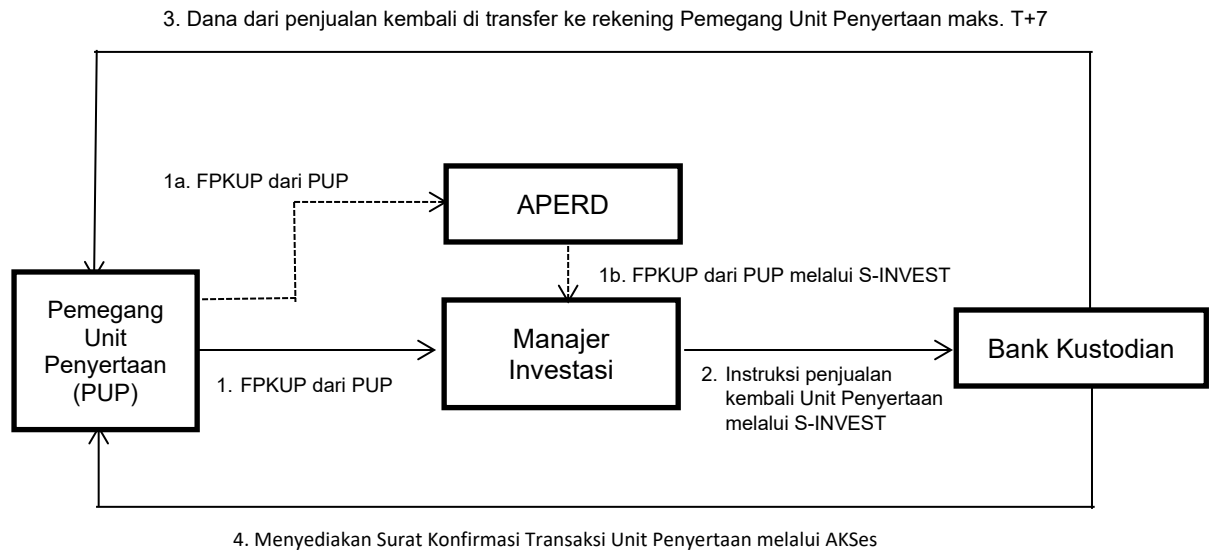 3. Dana dari penjualan kembali di transfer ke rekening Pemegang Unit Penyertaan maks. T+7
1a. FPKUP dari PUP
APERD
1b. FPKUP dari PUP melalui S-INVEST
Pemegang
Unit
Penyertaan
(PUP)
Manajer
Investasi
Bank Kustodian
1. FPKUP dari PUP
2. Instruksi penjualan
kembali Unit Penyertaan
melalui S-INVEST
4. Menyediakan Surat Konfirmasi Transaksi Unit Penyertaan melalui AKSes